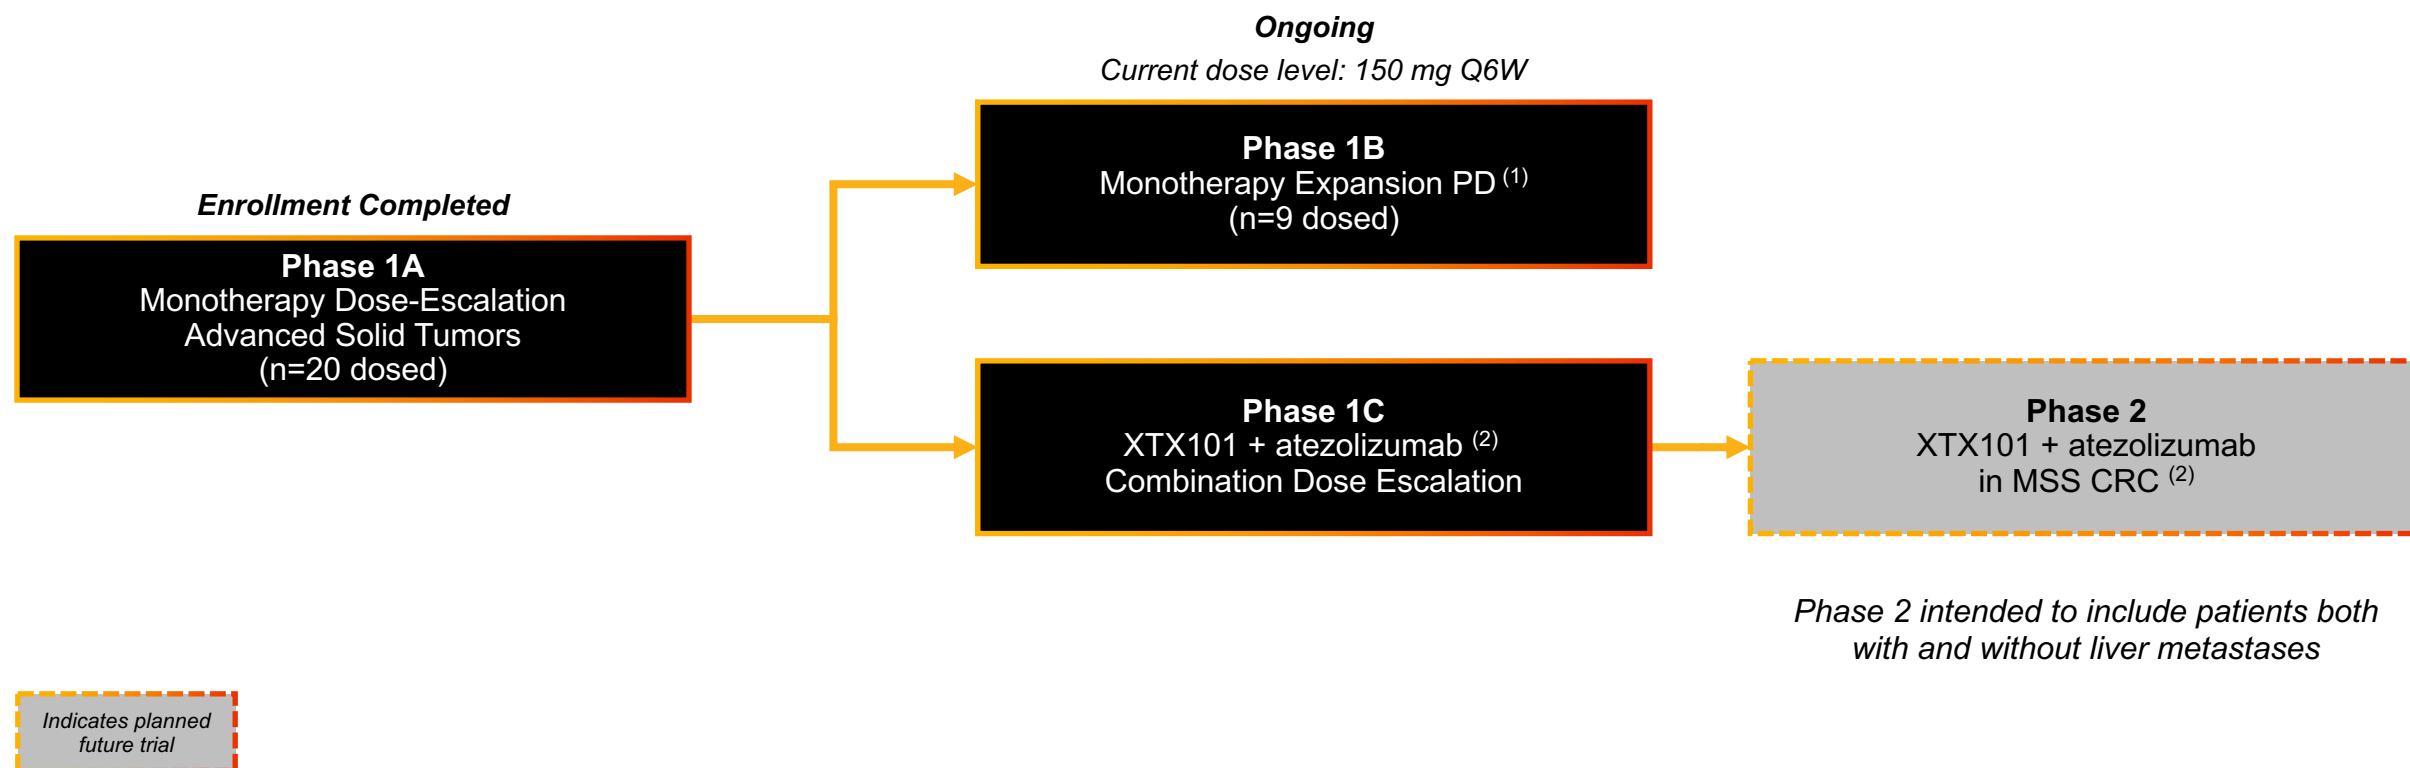 Enrollment Completed
Phase 1A
Monotherapy Dose-Escalation
Advanced Solid Tumors
(n=20 dosed)
Ongoing
Current dose level: 150 mg Q6W
Phase 1B
Monotherapy Expansion PD (1)
(n=9 dosed)
Phase 1C
XTX101 + atezolizumab (2)
Combination Dose Escalation
Phase 2
XTX101 + atezolizumab
in MSS CRC (2)
Phase 2 intended to include patients both
with and without liver metastases
Indicates planned
future trial